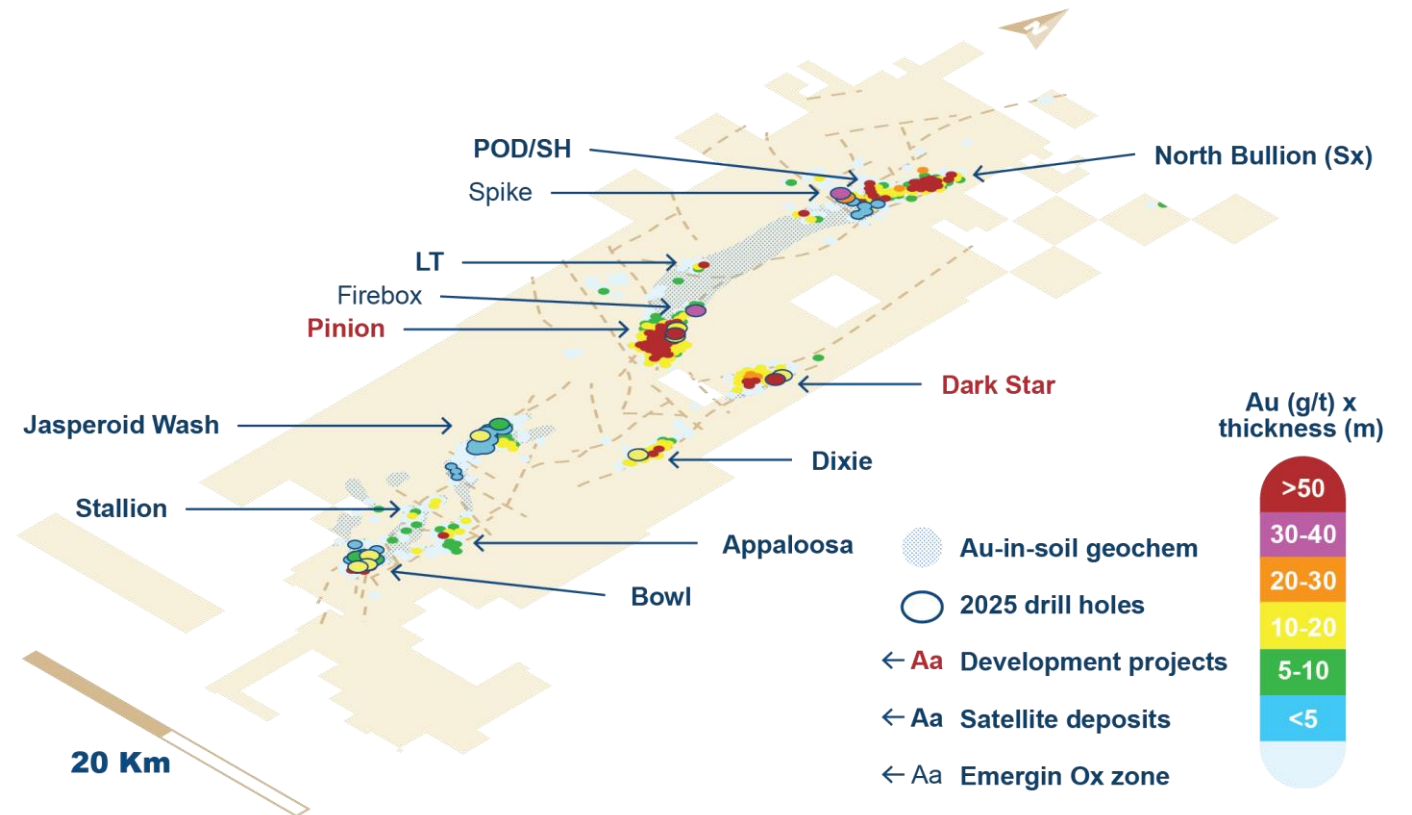 N
POD/SH
North Bullion (Sx)
Spike
LT
Firebox
Pinion
Dark Star
Jasperoid Wash
Dixie
Stallion
Appaloosa
Bowl
20 Km
Au (g/t) x
thickness (m)
>50
30-40
20-30
10-20
5-10
<5
Au-in-soil geochem
2025 drill holes
Aa Development projects
Aa Satellite deposits
Aa Emergin Ox zone